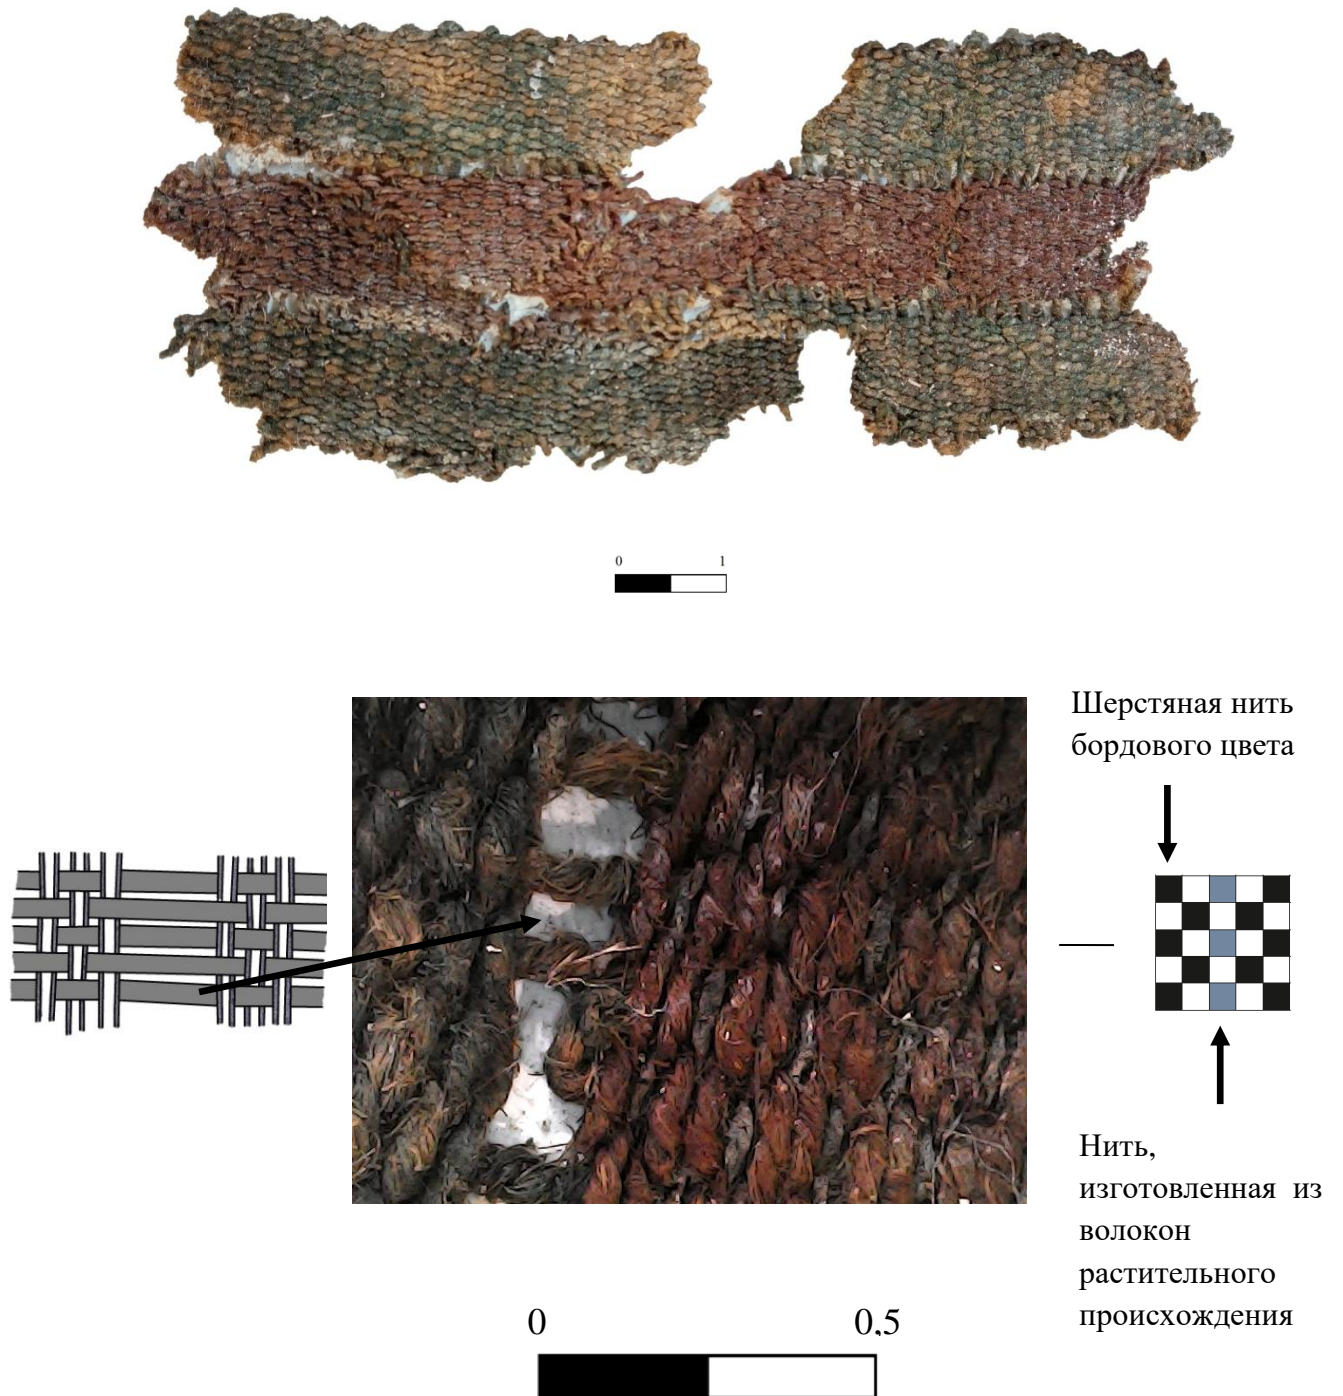 0 1
Шерстяная нить
бордового цвета
Нить,
изготовленная из
волокон
растительного
происхождения
0 0,5